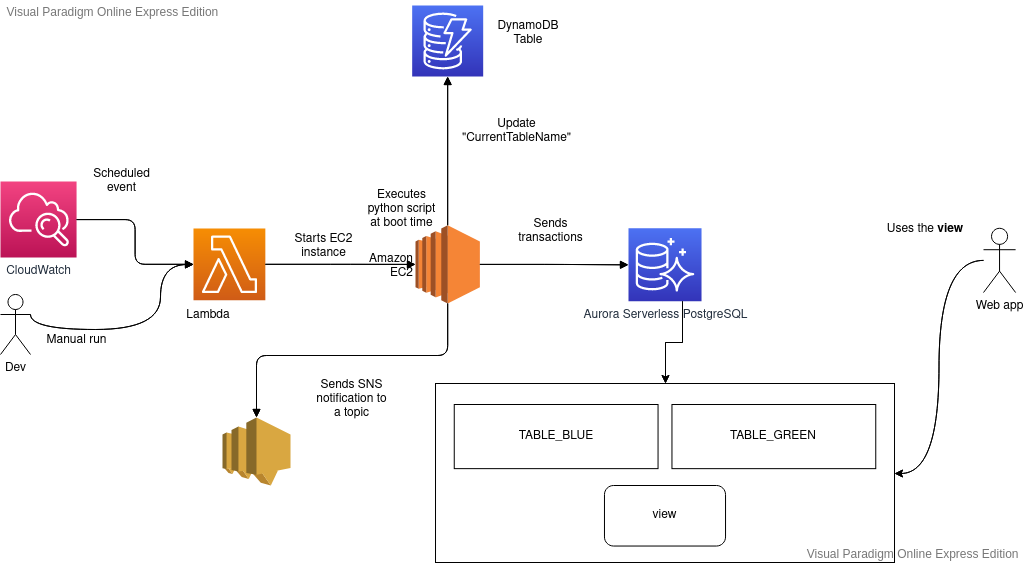 Visual Paradigm Online Express Edition
DynamoDB
Table
Update
"CurrentTableName"
Scheduled
event
Executes
python script
at boot time
Sends
transactions
Uses the view
Starts EC2
instance
Amazon
EC2
CloudWatch
Lambda
Aurora Serverless PostgreSQL
Web app
Manual run
Dev
Sends SNS
notification to
a topic
TABLE_BLUE
TABLE_GREEN
view
Visual Paradigm Online Express Edition